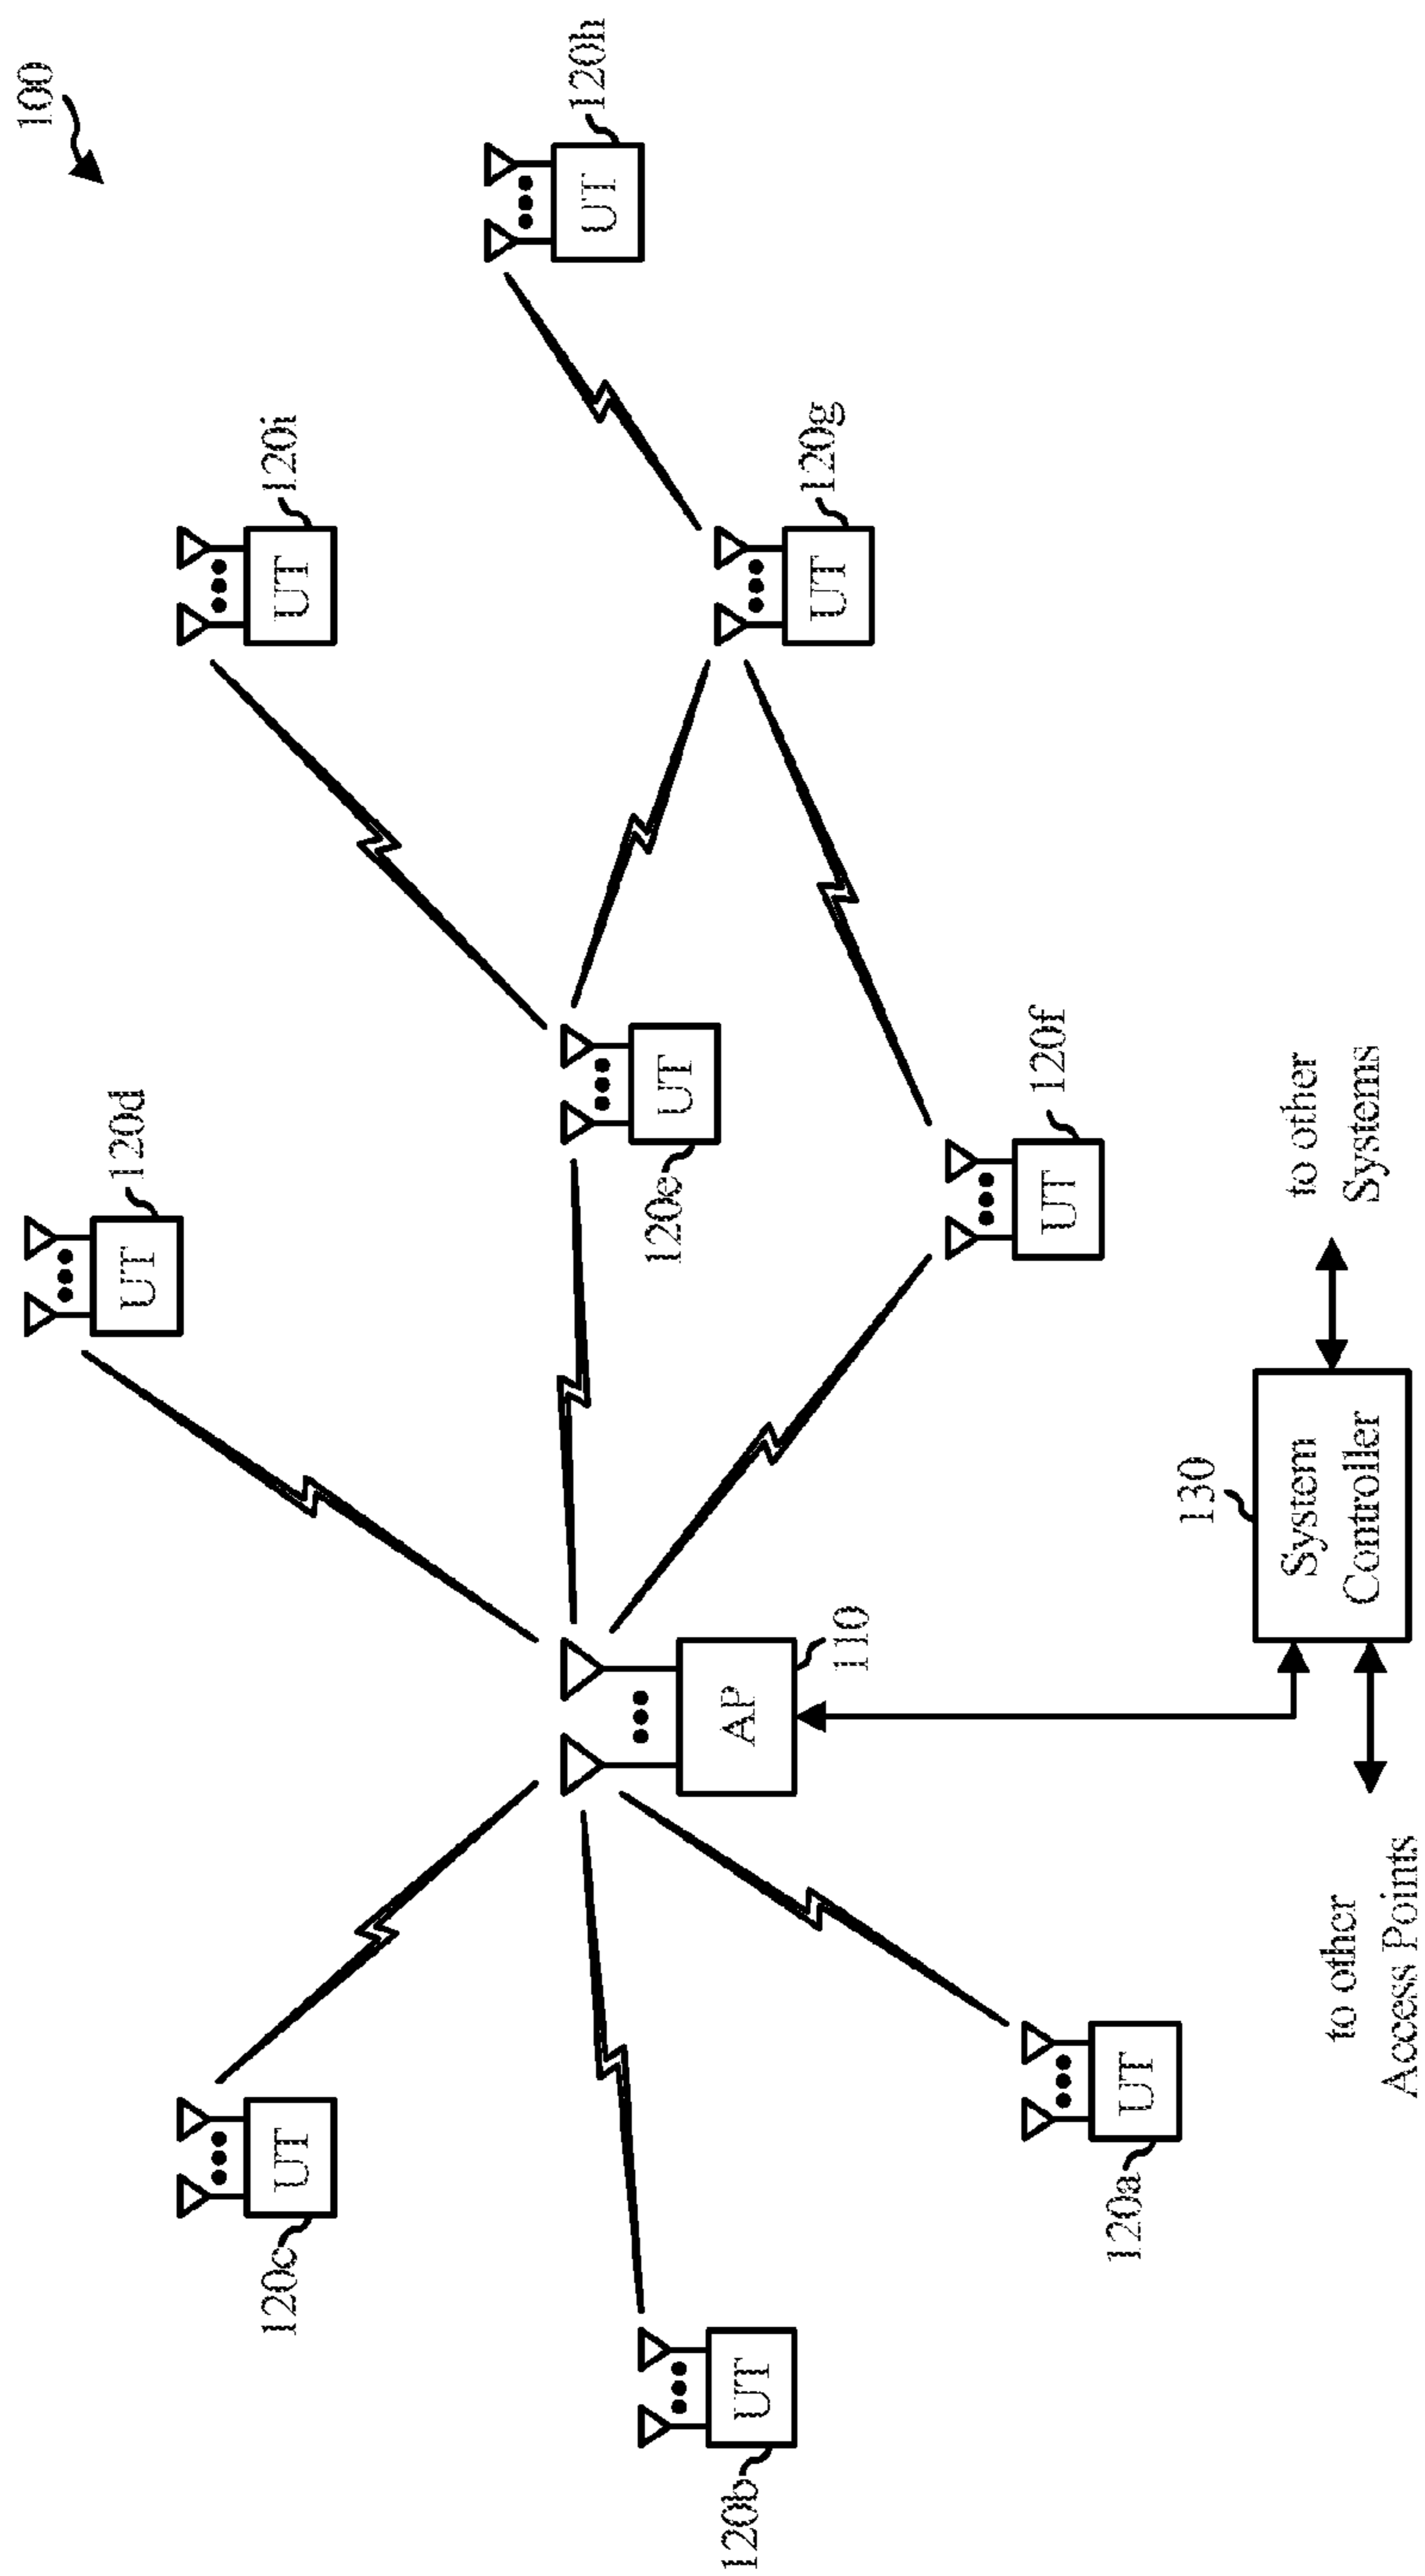 100
UT
120d
UT
120c
UT
120i
UT
120h
UT
120e
AP
110
UT
120b
UT
120g
UT
120f
UT
120a
130
System
Controller
to other
Systems
to other
Access Points